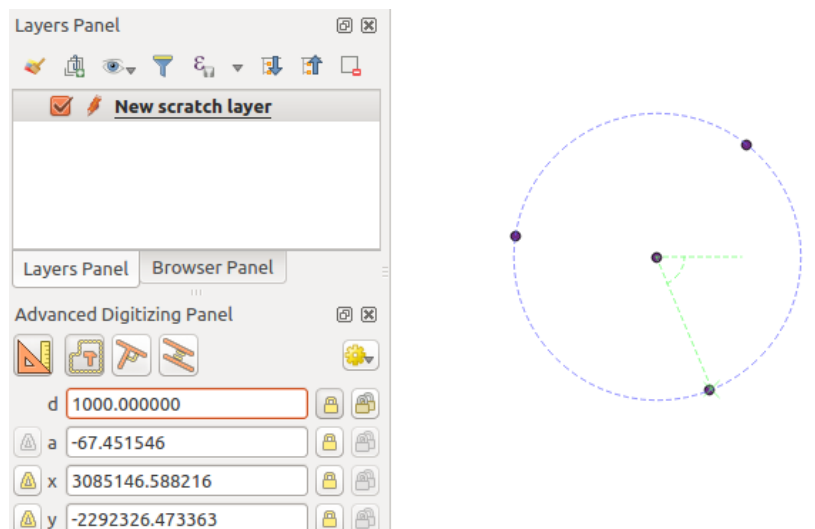 Layers Panel
New scratch layer
Layers Panel Browser Panel
Advanced Digitizing Panel
d 1000.000000
a -67.451546
x 3085146.588216
y -2292326.473363